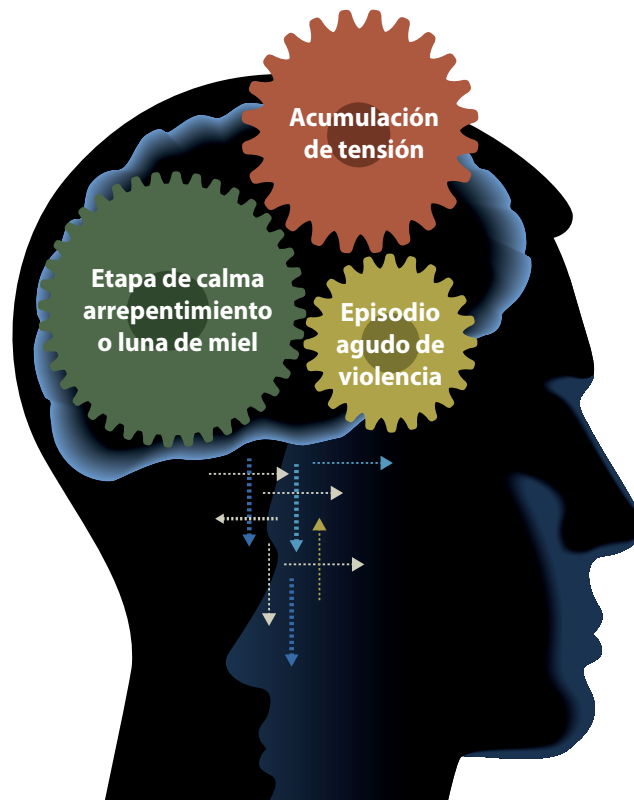 Acumulación
de tensión
Etapa de calma
arrepentimiento
o luna de miel
Episodio
agudo de
violencia